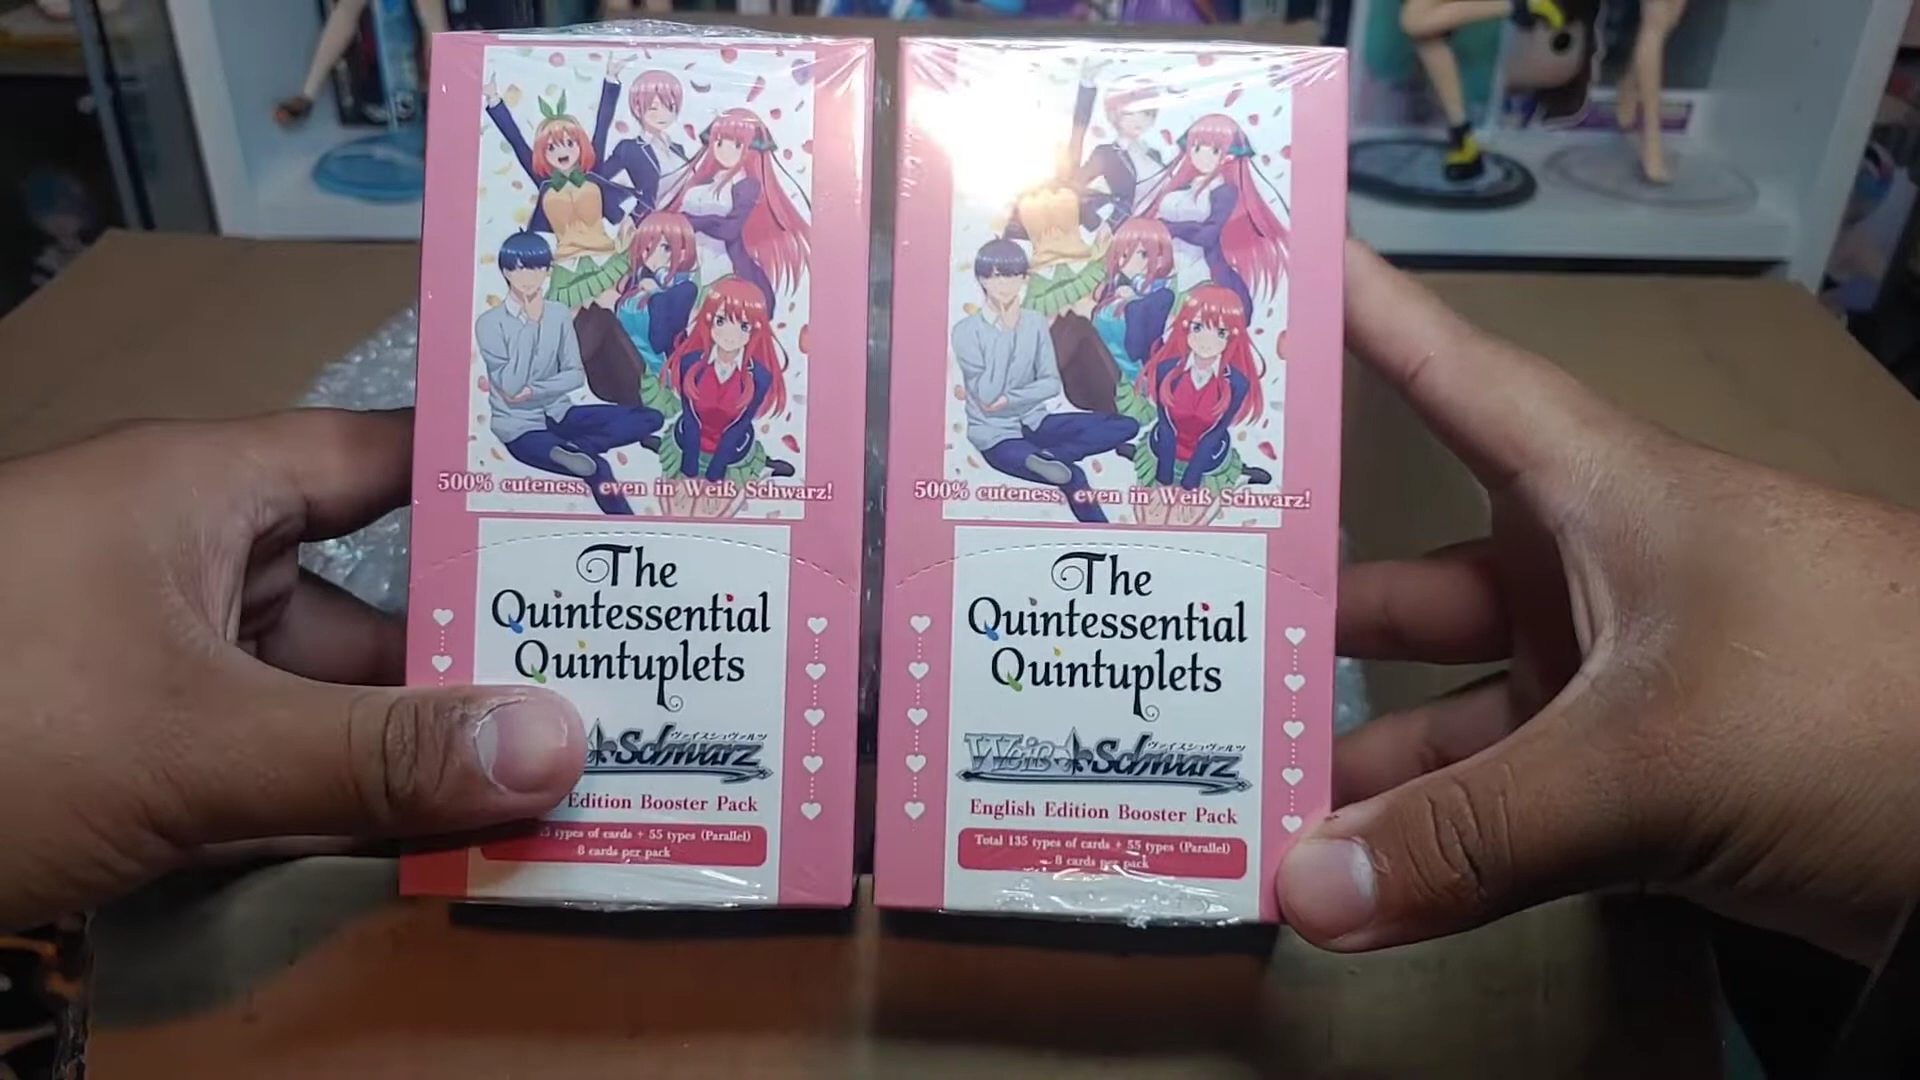 500% cuteness, even in Weiß Schwarz!
The
Quintessential
Quintuplets
Schwarz
ヴァイスシュヴァルツ
Edition Booster Pack
types of cards + 55 types (Parallel)
8 cards per pack
500% cuteness, even in Weiß Schwarz!
The
Quintessential
Quintuplets
Weiß Schwarz
ヴァイスシュヴァルツ
English Edition Booster Pack
Total 135 types of cards + 55 types (Parallel)
8 cards per pack